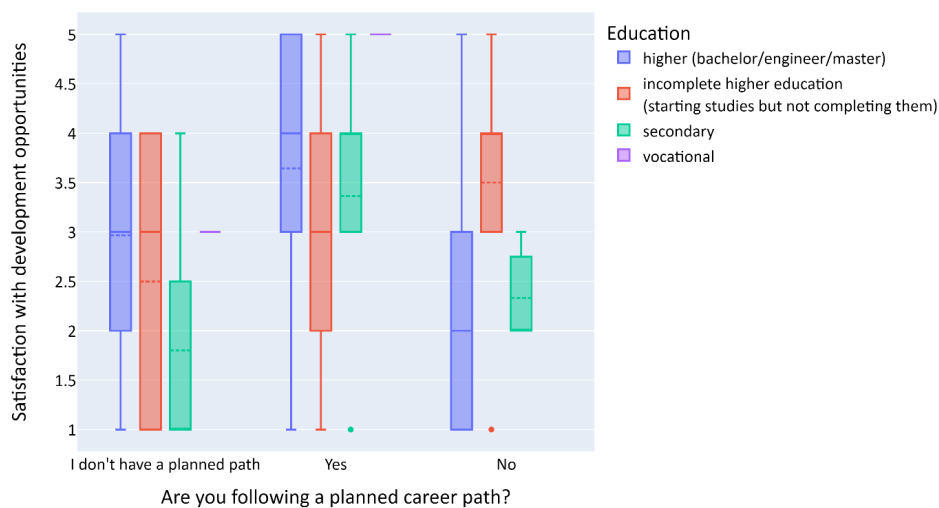 Satisfaction with development opportunities
5
4.5
4
3.5
3
2.5
2
1.5
1
I don't have a planned path
Yes
No
Are you following a planned career path?
Education
higher (bachelor/engineer/master)
incomplete higher education
(starting studies but not completing them)
secondary
vocational